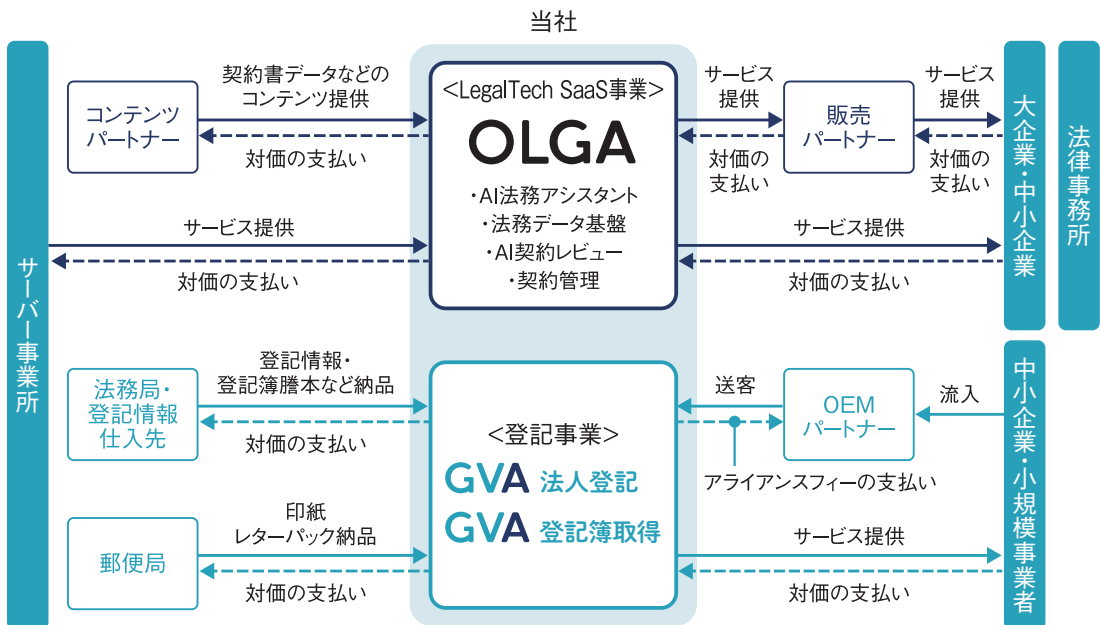 当社
サーバー事業所
コンテンツ
パートナー
契約書データなどの
コンテンツ提供
対価の支払い
サービス提供
対価の支払い
<LegalTech SaaS事業>
OLGA
・AI法務アシスタント
・法務データ基盤
・AI契約レビュー
・契約管理
サービス
提供
対価の
支払い
販売
パートナー
サービス
提供
対価の
支払い
サービス提供
対価の支払い
大企業・中小企業
法律事務所
法務局・
登記情報
仕入先
登記情報・
登記簿謄本など納品
対価の支払い
郵便局
印紙
レターパック納品
対価の支払い
<登記事業>
GVA 法人登記
GVA 登記簿取得
送客
アライアンスフィーの支払い
OEM
パートナー
流入
サービス提供
対価の支払い
中小企業・小規模事業者